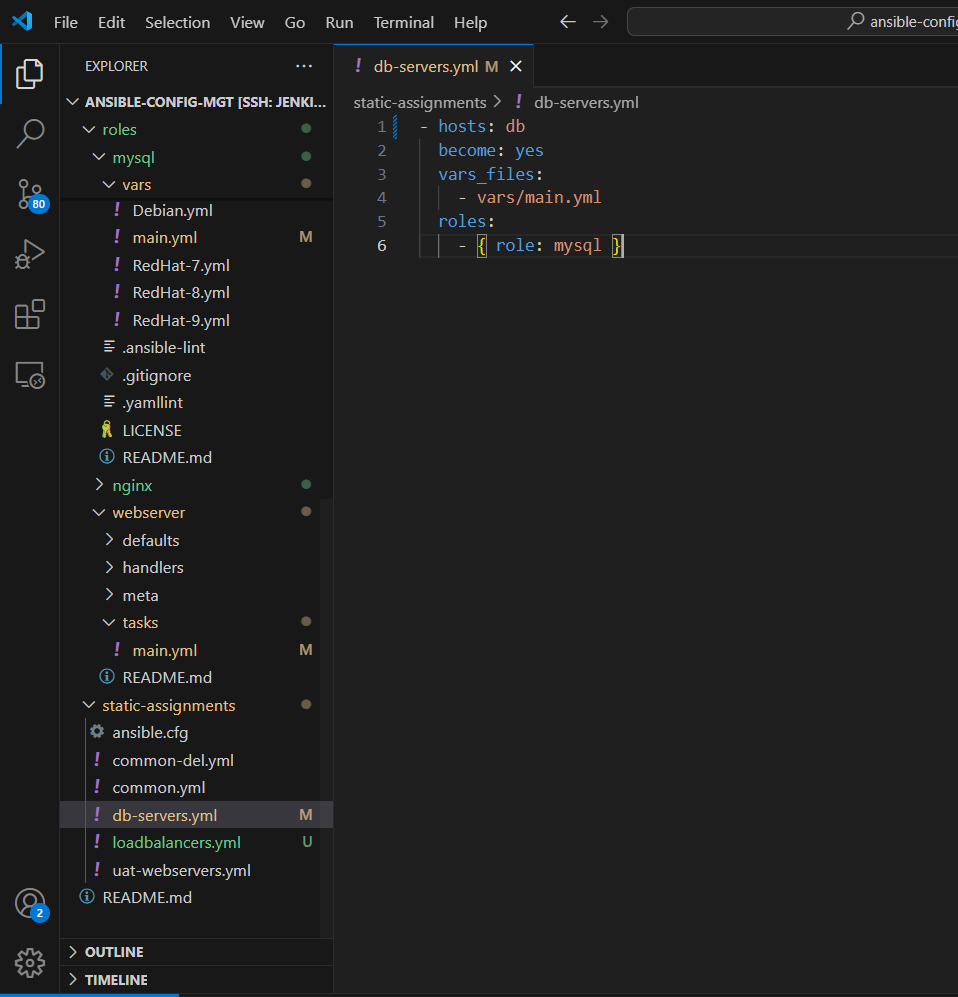 File Edit Selection View Go Run Terminal Help
ansible-config
EXPLORER
ANSIBLE-CONFIG-MGT [SSH: JENKI...
roles
mysql
vars
! Debian.yml
! main.yml M
! RedHat-7.yml
! RedHat-8.yml
! RedHat-9.yml
.ansible-lint
.gitignore
.yamllint
LICENSE
README.md
nginx
webserver
defaults
handlers
meta
tasks
! main.yml M
README.md
static-assignments
ansible.cfg
! common-del.yml
! common.yml
! db-servers.yml M
! loadbalancers.yml U
! uat-webservers.yml
README.md
OUTLINE
TIMELINE
80
2
! db-servers.yml M
static-assignments > ! db-servers.yml
1 - hosts: db
2 become: yes
3 vars_files:
4 - vars/main.yml
5 roles:
6 - { role: mysql }